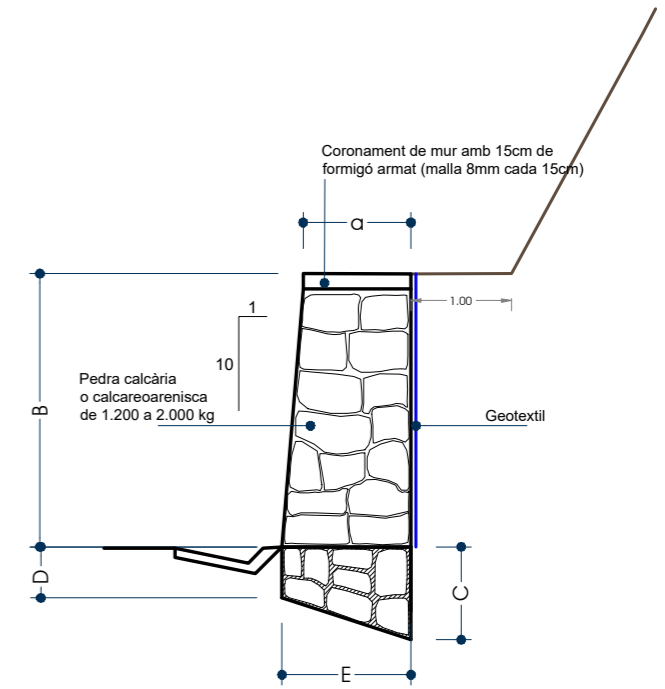 Coronament de mur amb 15cm de
formigó armat (malla 8mm cada 15cm)
a
1
1.00
10
Pedra calcària
o calcareoarenisca
de 1.200 a 2.000 kg
B
Geotextil
D
C
E